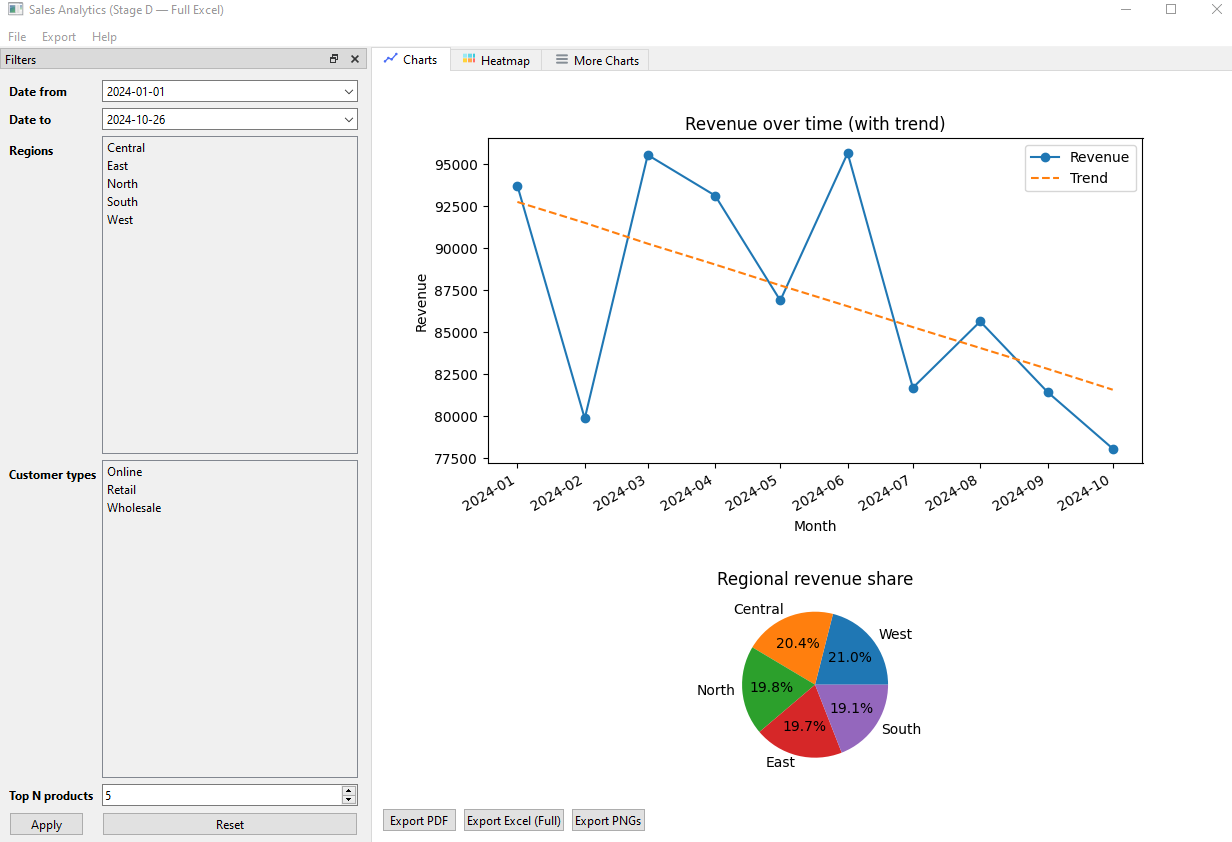 Sales Analytics (Stage D — Full Excel)
File Export Help
Filters
Date from 2024-01-01
Date to 2024-10-26
Regions
Central
East
North
South
West
Customer types
Online
Retail
Wholesale
Top N products 5
Apply Reset
Charts Heatmap More Charts
Revenue over time (with trend)
Revenue
Trend
95000
92500
90000
87500
85000
82500
80000
77500
Revenue
2024-01 2024-02 2024-03 2024-04 2024-05 2024-06 2024-07 2024-08 2024-09 2024-10
Month
Regional revenue share
Central
20.4%
West
21.0%
North
19.8%
19.1%
South
19.7%
East
Export PDF Export Excel (Full) Export PNGs